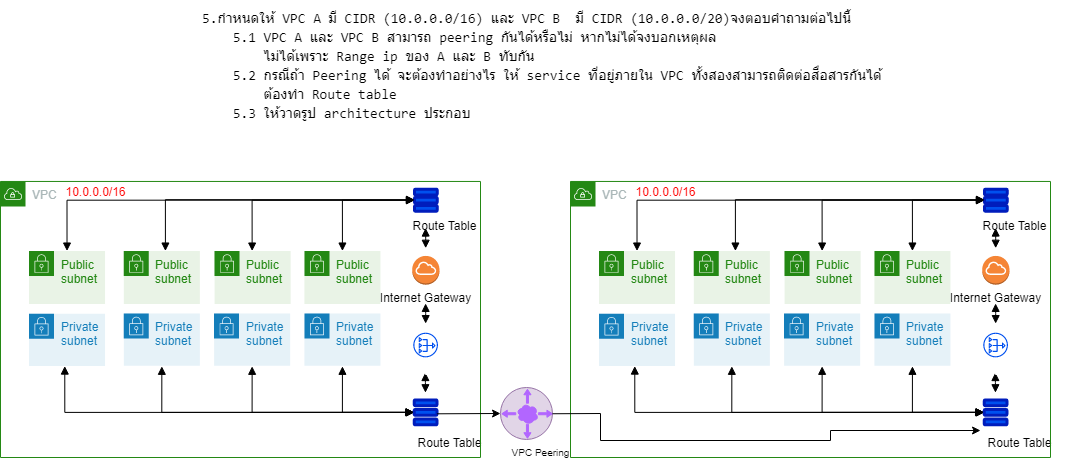 5.กำหนดให้ VPC A มี CIDR (10.0.0.0/16) และ VPC B  มี CIDR (10.0.0.0/20)จงตอบคำถามต่อไปนี้
5.1 VPC A และ VPC B สามารถ peering กันได้หรือไม่ หากไม่ได้จงบอกเหตุผล
ไม่ได้เพราะ Range ip ของ A และ B ทับกัน
5.2 กรณีถ้า Peering ได้ จะต้องทำอย่างไร ให้ service ที่อยู่ภายใน VPC ทั้งสองสามารถติดต่อสื่อสารกันได้
ต้องทำ Route table
5.3 ให้วาดรูป architecture ประกอบ
VPC 10.0.0.0/16
Route Table
Public
subnet
Public
subnet
Public
subnet
Public
subnet
Internet Gateway
Private
subnet
Private
subnet
Private
subnet
Private
subnet
Route Table
VPC Peering
VPC 10.0.0.0/16
Route Table
Public
subnet
Public
subnet
Public
subnet
Public
subnet
Internet Gateway
Private
subnet
Private
subnet
Private
subnet
Private
subnet
Route Table